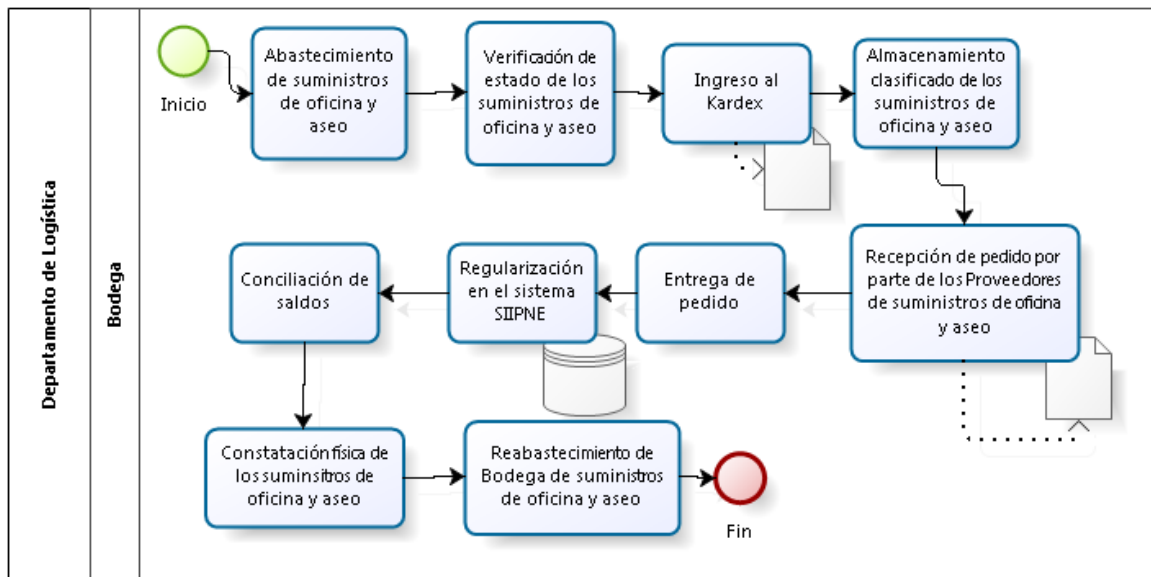 Departamento de Logística
Bodega
Inicio
Abastecimiento
de suministros
de oficina y
aseo
Verificación de
estado de los
suministros de
oficina y aseo
Ingreso al
Kardex
Almacenamiento
clasificado de los
suministros de
oficina y aseo
Recepción de pedido por
parte de los Proveedores
de suministros de oficina
y aseo
Entrega de
pedido
Regularización
en el sistema
SIIPNE
Conciliación de
saldos
Constatación física de
los suminsitros de
oficina y aseo
Reabastecimiento de
Bodega de suministros
de oficina y aseo
Fin